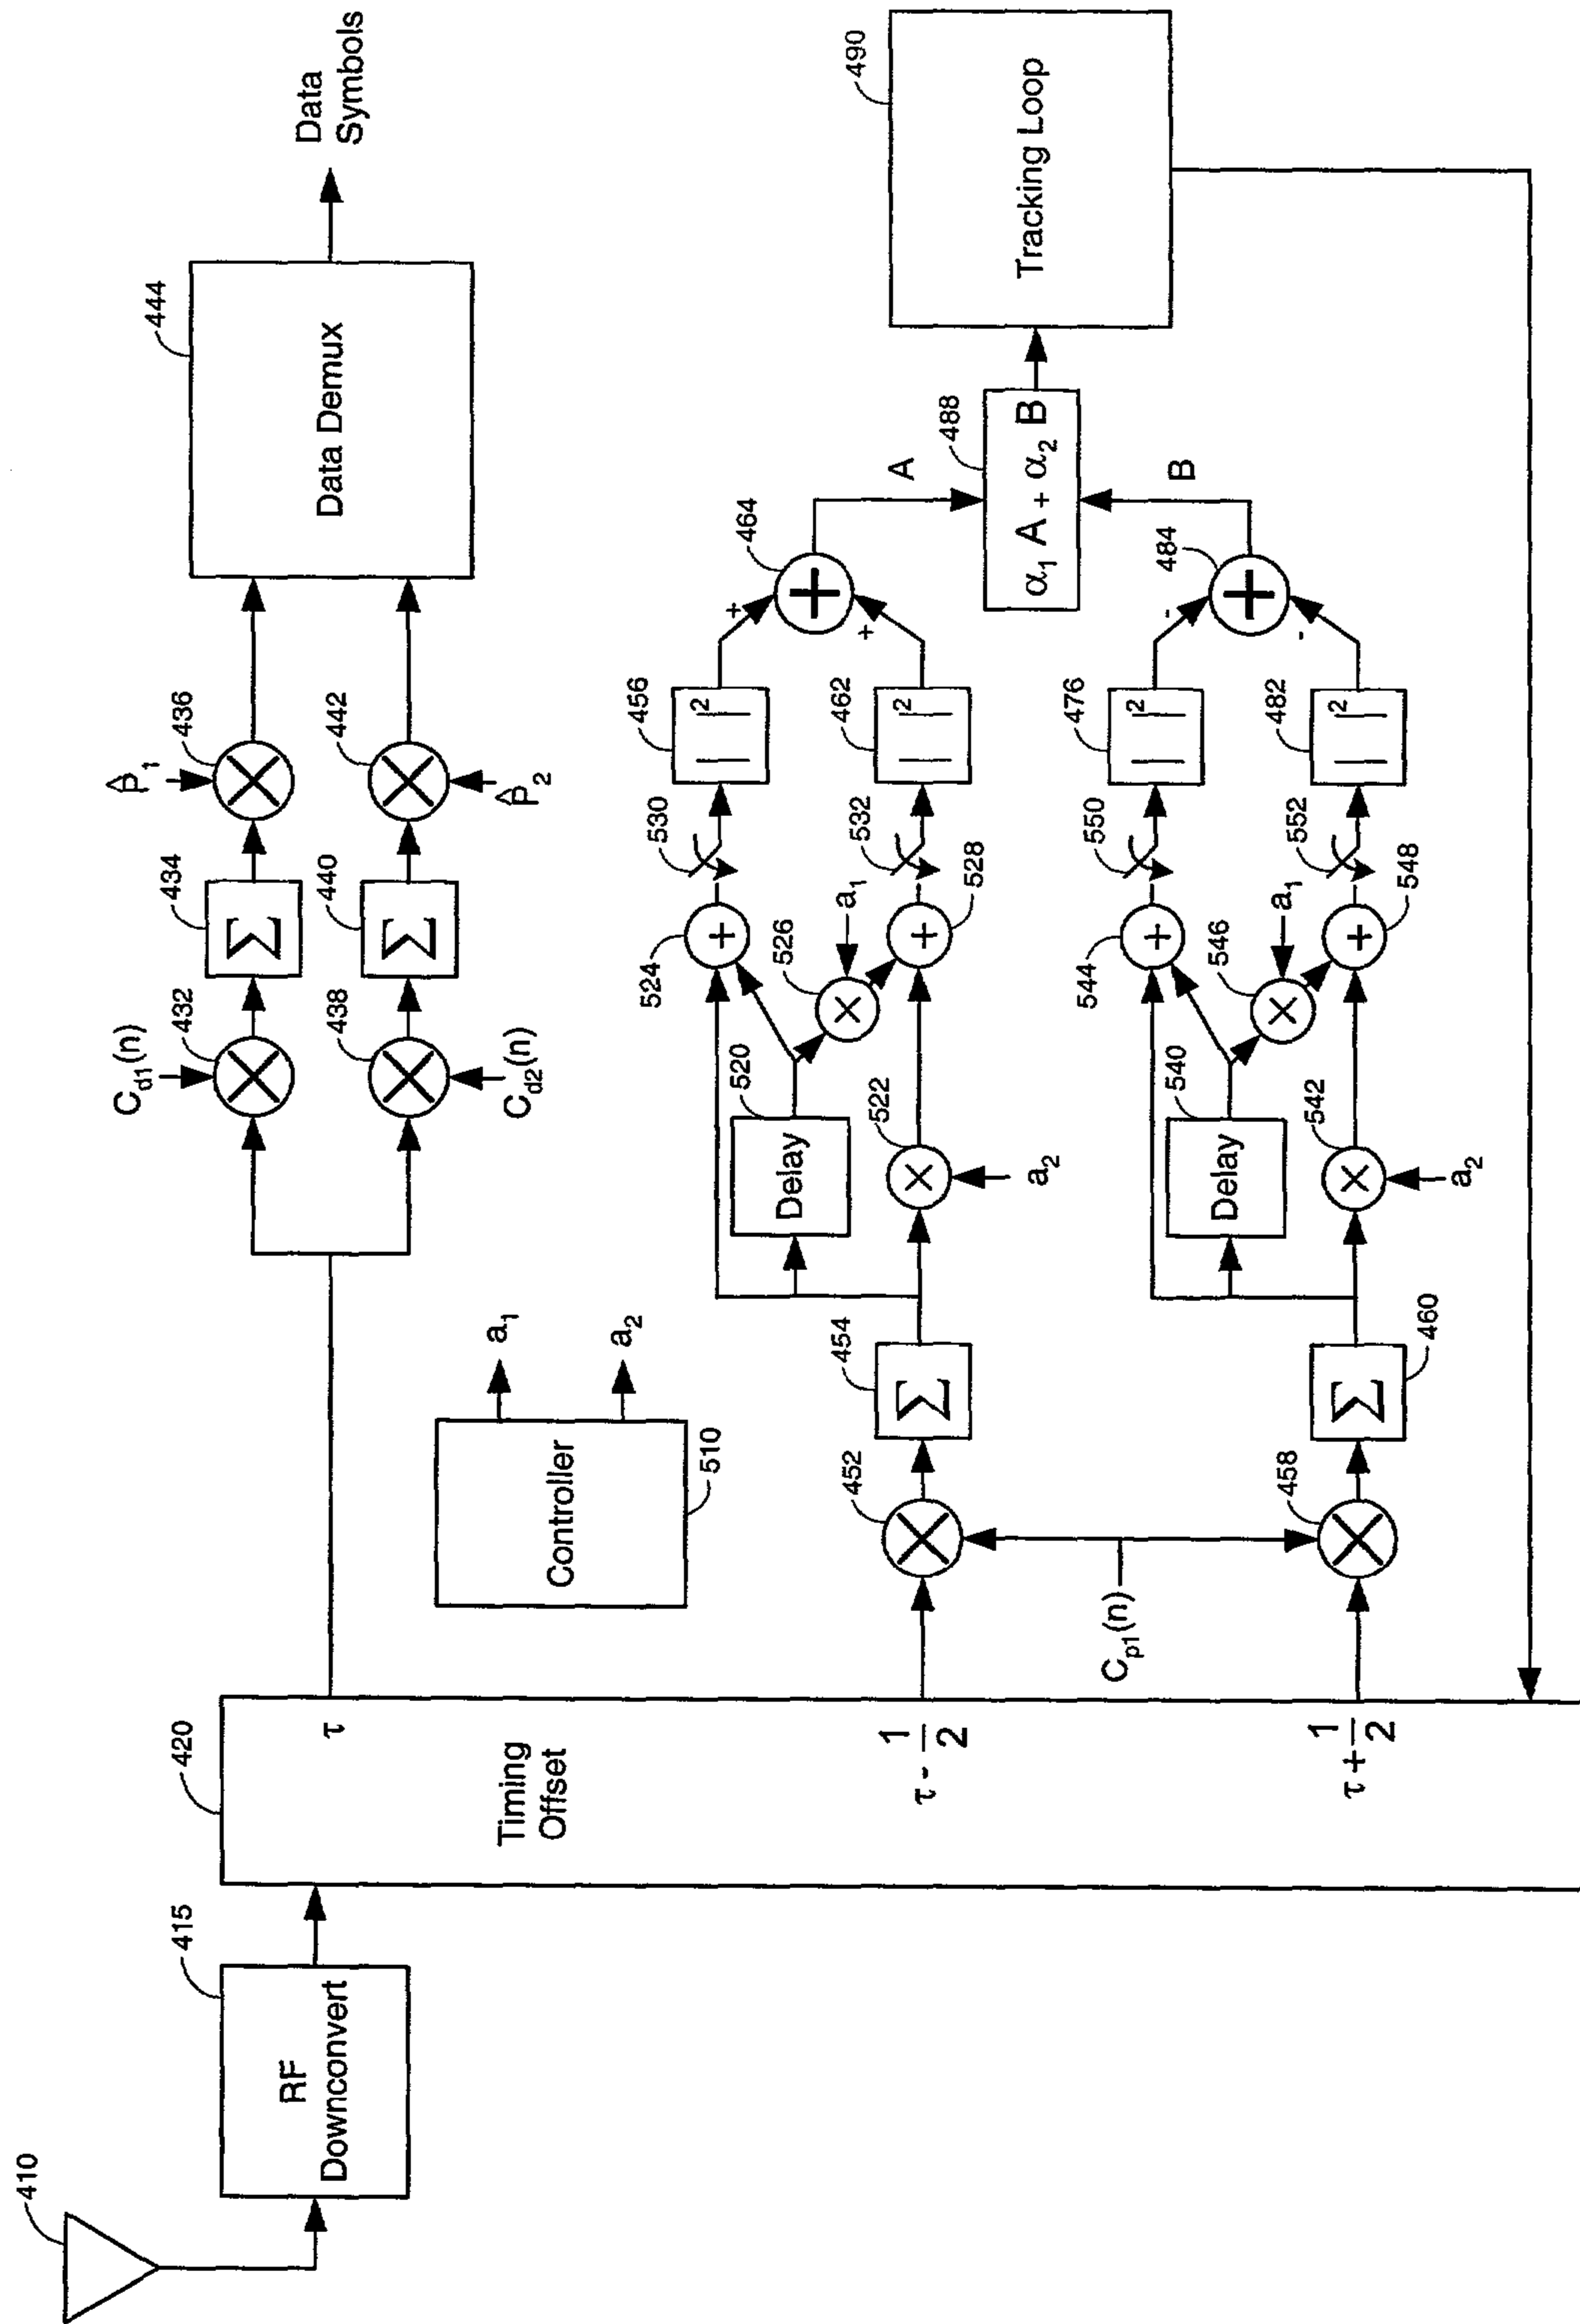 410
RF
Downconvert
415
Timing
Offset
420
τ
τ - 1/2
τ + 1/2
Controller
510
a₁
a₂
C_d1(n)
432
434
P̂₁
436
438
C_d2(n)
440
442
P̂₂
Data Demux
444
Data
Symbols
C_p1(n)
452
454
458
460
Delay
520
522
a₂
524
526
a₁
528
530
532
| |²
456
| |²
462
+
+
464
A
Delay
540
542
a₂
544
546
a₁
548
550
552
| |²
476
| |²
482
-
-
484
B
α₁ A + α₂ B
488
Tracking Loop
490